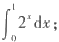 ∫₀¹ 2ˣ dx;